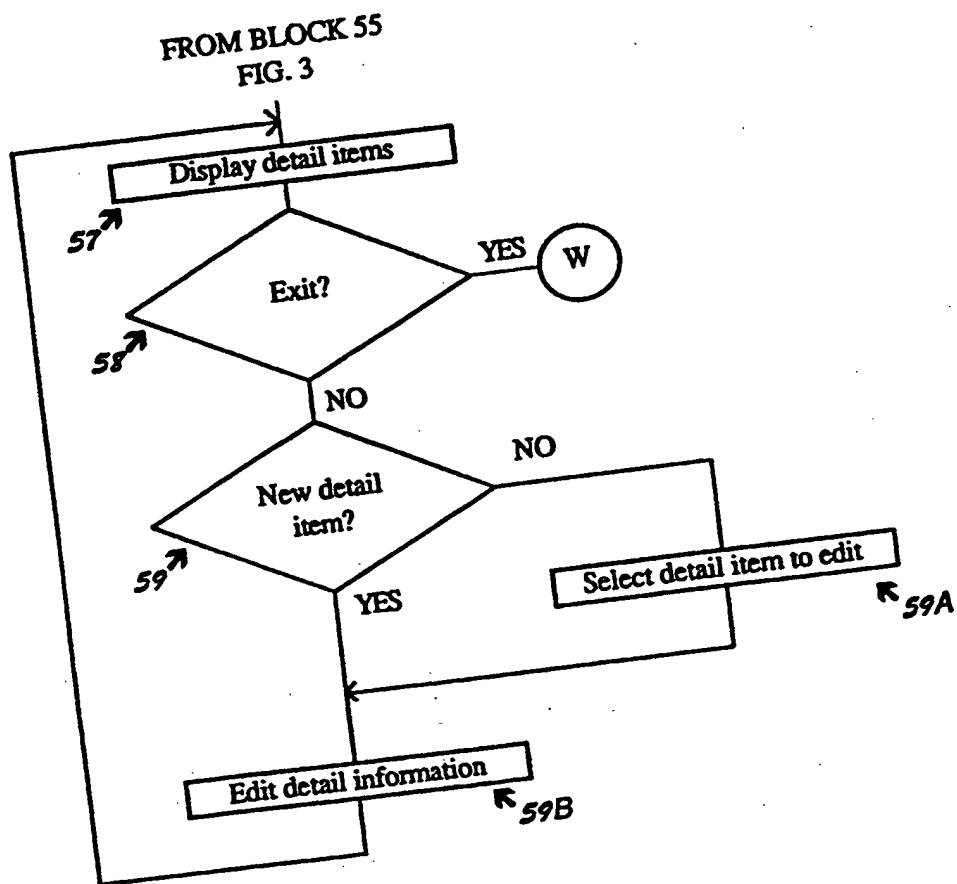 FROM BLOCK 55
FIG. 3
Display detail items
57
YES
W
Exit?
58
NO
NO
New detail
item?
59
YES
Select detail item to edit
59A
Edit detail information
59B